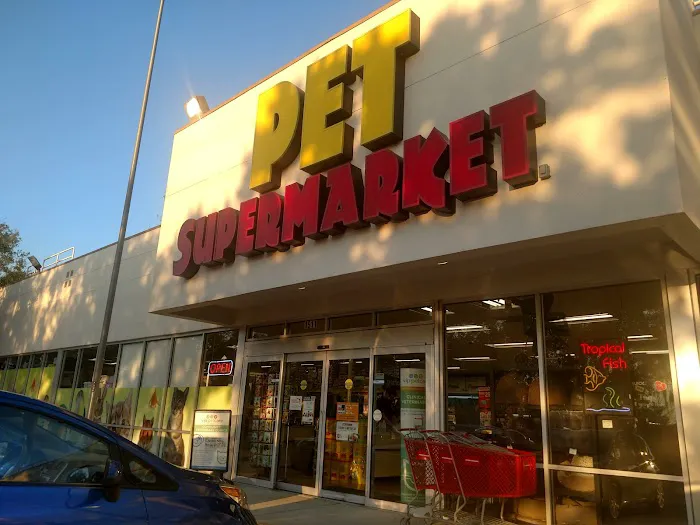 PET
SUPERMARKET
OPEN
Tropical
Fish